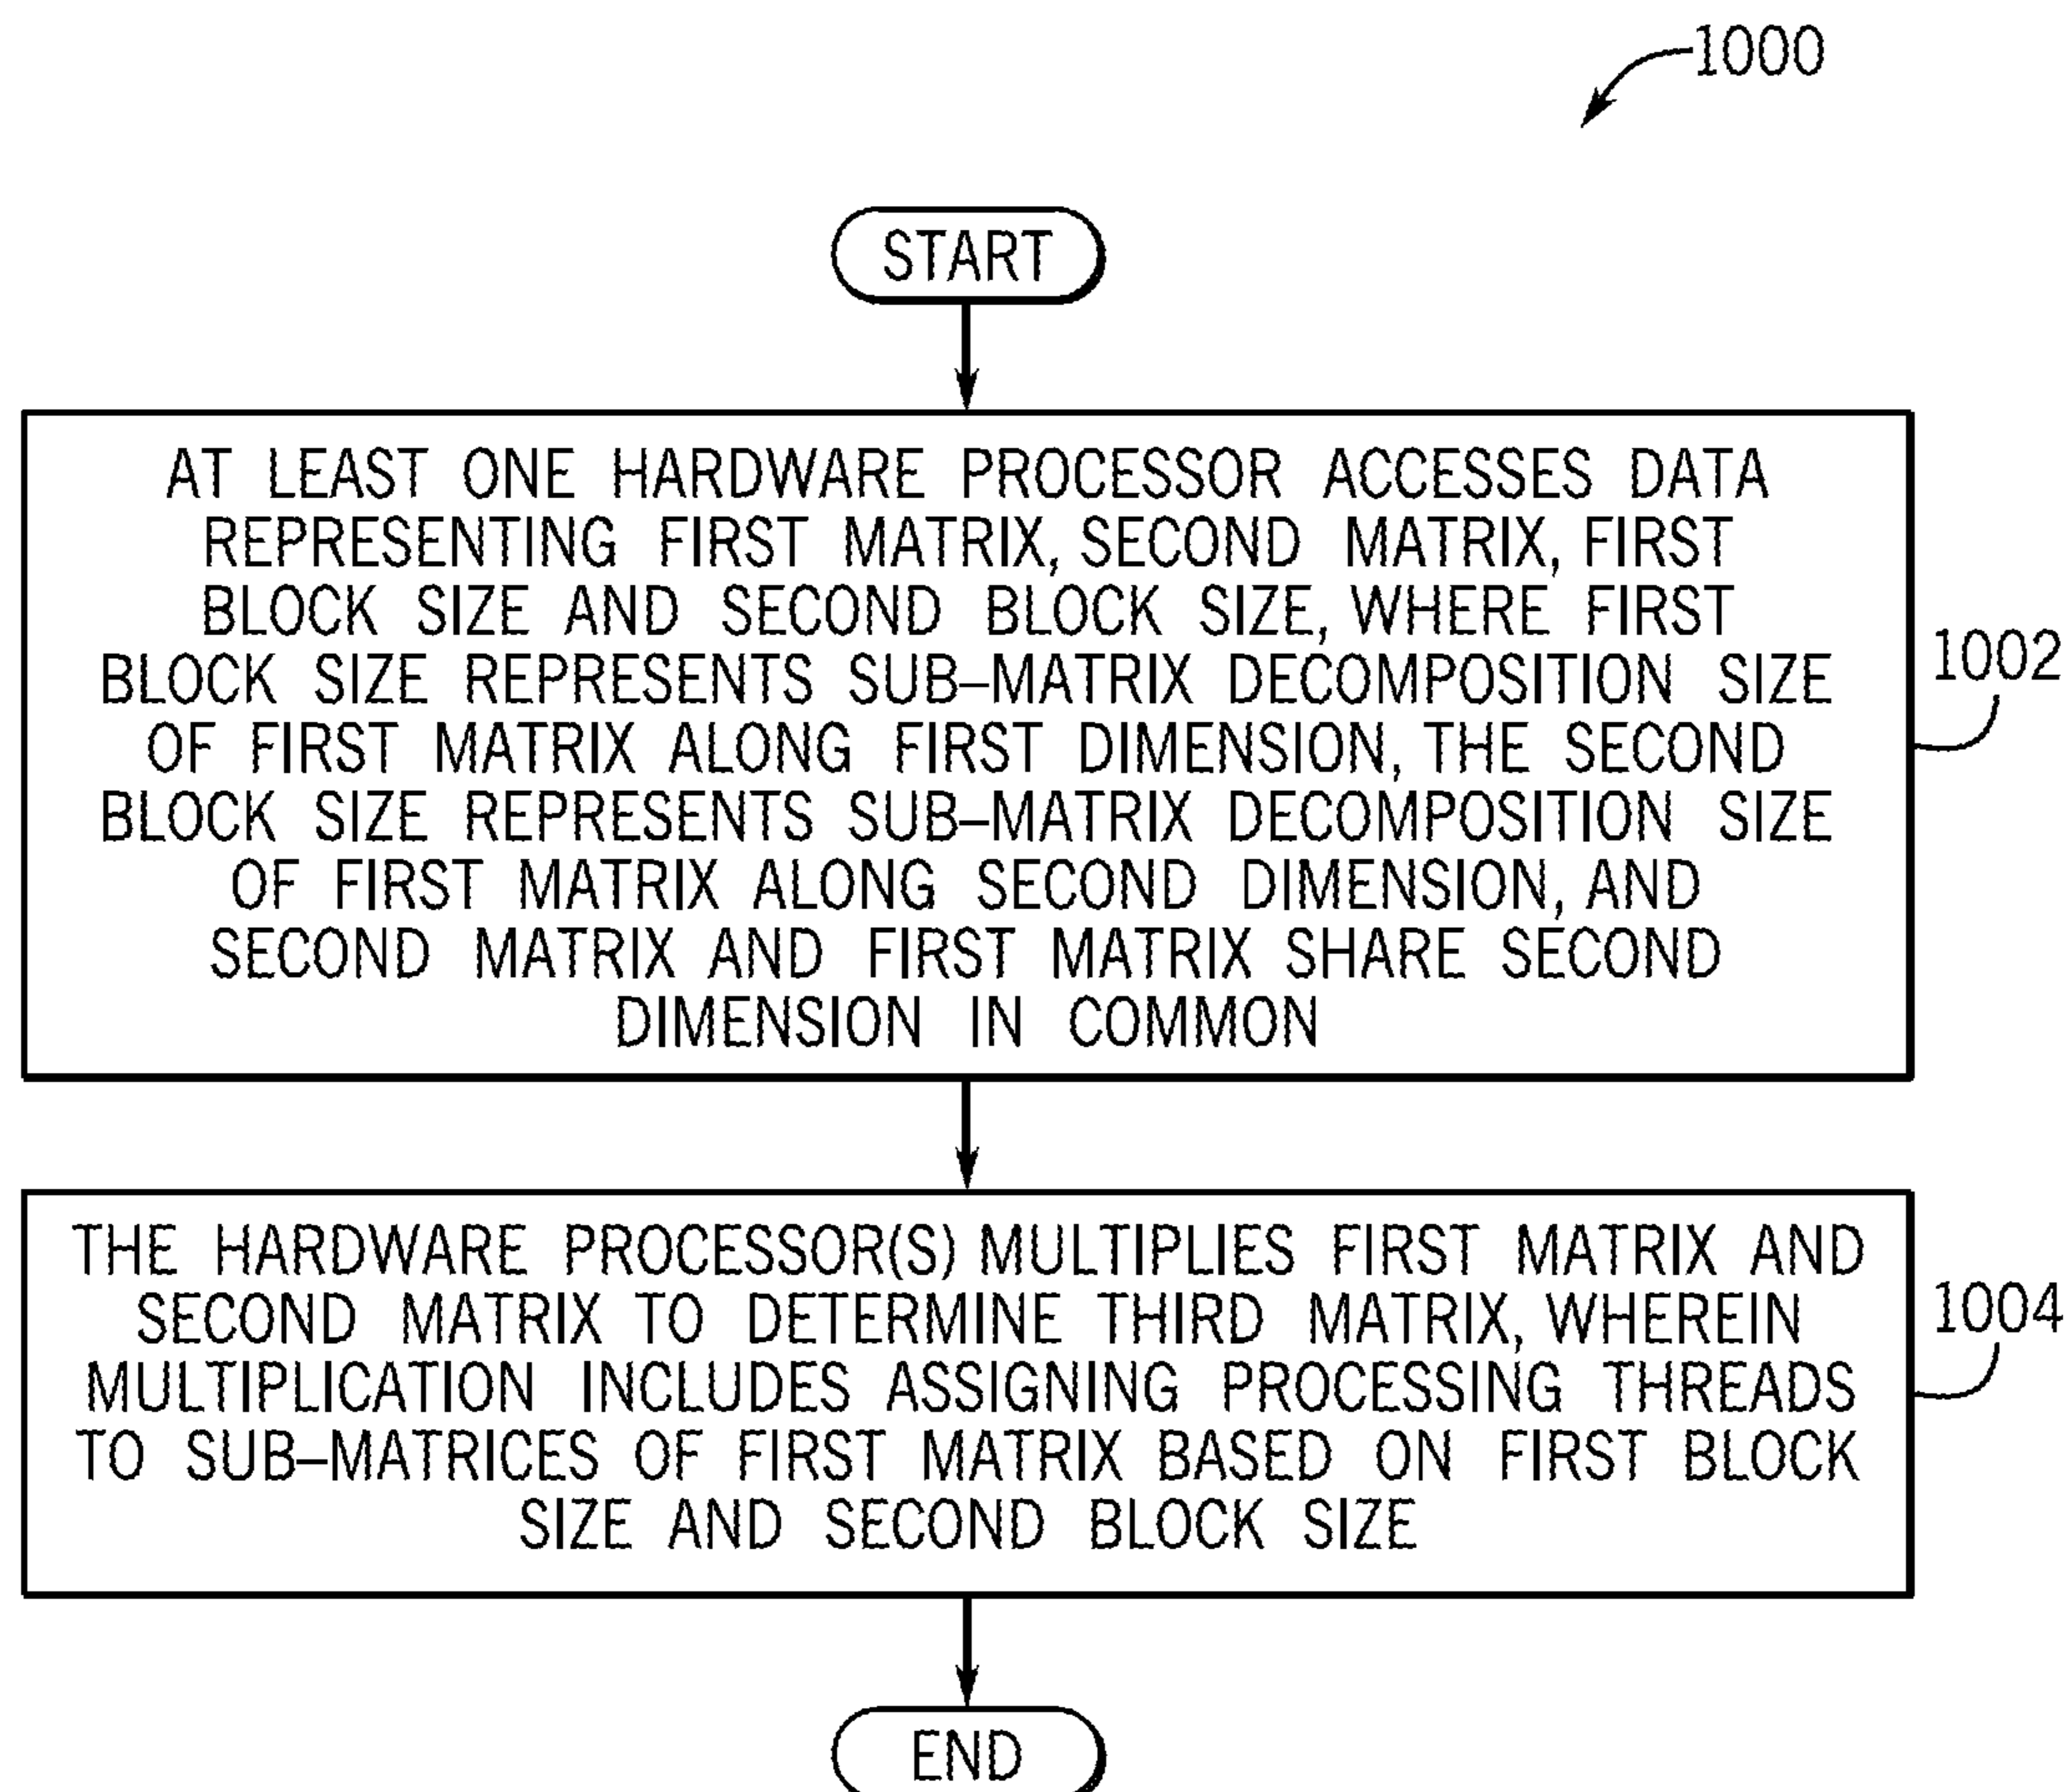 1000
START
AT LEAST ONE HARDWARE PROCESSOR ACCESSES DATA
REPRESENTING FIRST MATRIX, SECOND MATRIX, FIRST
BLOCK SIZE AND SECOND BLOCK SIZE, WHERE FIRST
BLOCK SIZE REPRESENTS SUB–MATRIX DECOMPOSITION SIZE
OF FIRST MATRIX ALONG FIRST DIMENSION, THE SECOND
BLOCK SIZE REPRESENTS SUB–MATRIX DECOMPOSITION SIZE
OF FIRST MATRIX ALONG SECOND DIMENSION, AND
SECOND MATRIX AND FIRST MATRIX SHARE SECOND
DIMENSION IN COMMON
1002
THE HARDWARE PROCESSOR(S) MULTIPLIES FIRST MATRIX AND
SECOND MATRIX TO DETERMINE THIRD MATRIX, WHEREIN
MULTIPLICATION INCLUDES ASSIGNING PROCESSING THREADS
TO SUB–MATRICES OF FIRST MATRIX BASED ON FIRST BLOCK
SIZE AND SECOND BLOCK SIZE
1004
END